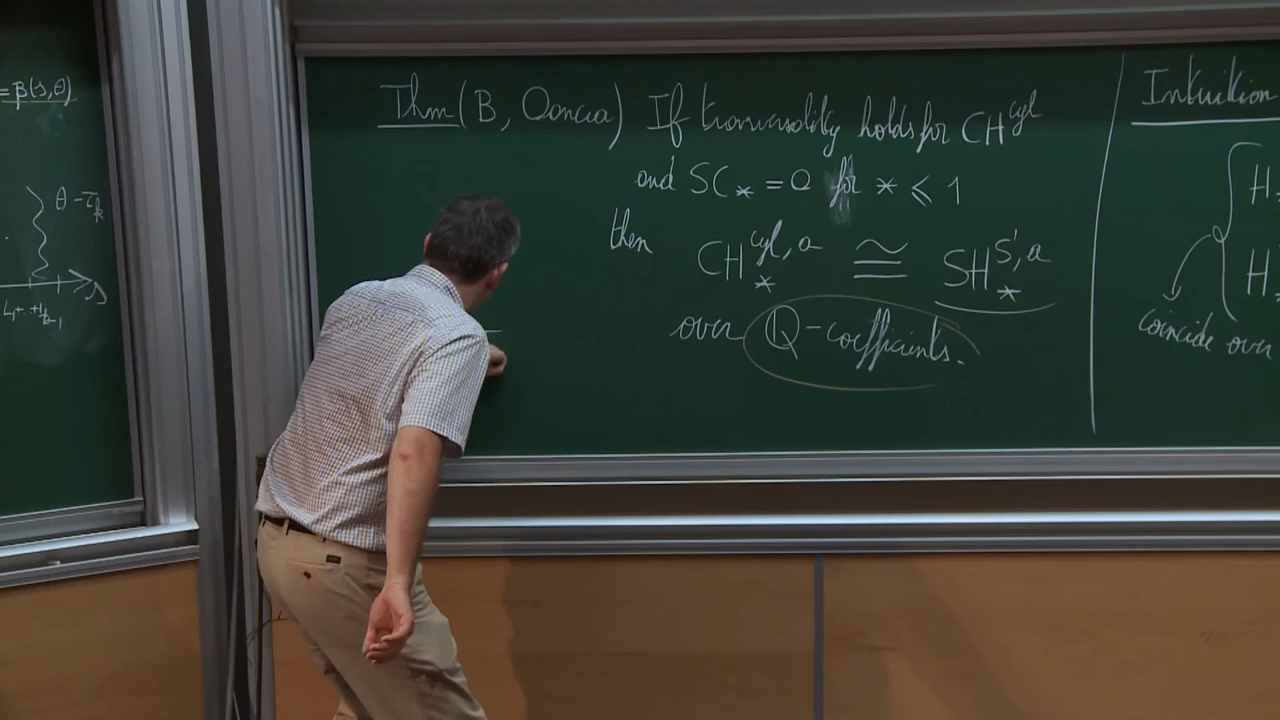 = β(s,θ)
Thm (B, Oancea) If transversality holds for CH^{cyl}
and SC_* = 0 for * ≤ 1
then CH_*^{cyl, a} ≅ SH_*^{S¹, a}
over ℚ-coefficients.
Intuition
coincide over